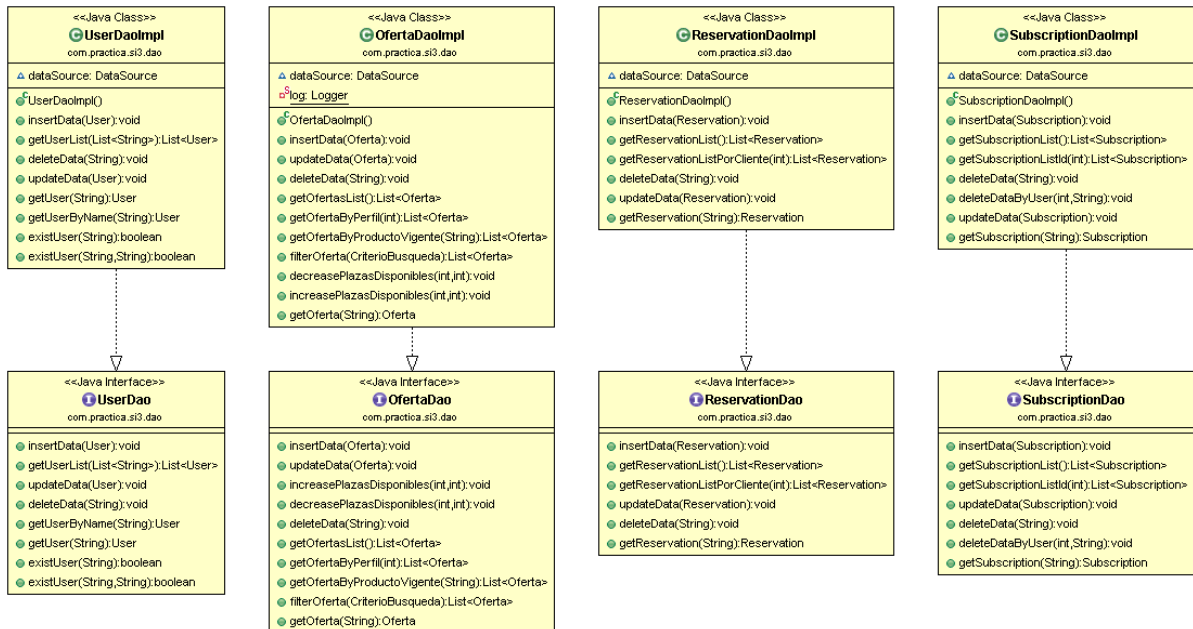 <<Java Class>>
UserDaoImpl
com.practica.si3.dao
dataSource: DataSource
UserDaoImpl()
insertData(User):void
getUserList(List<String>):List<User>
deleteData(String):void
updateData(User):void
getUser(String):User
getUserByName(String):User
existUser(String):boolean
existUser(String,String):boolean
<<Java Class>>
OfertaDaoImpl
com.practica.si3.dao
dataSource: DataSource
log: Logger
OfertaDaoImpl()
insertData(Oferta):void
updateData(Oferta):void
deleteData(String):void
getOfertasList():List<Oferta>
getOfertaByPerfil(int):List<Oferta>
getOfertaByProductoVigente(String):List<Oferta>
filterOferta(CriterioBusqueda):List<Oferta>
decreasePlazasDisponibles(int,int):void
increasePlazasDisponibles(int,int):void
getOferta(String):Oferta
<<Java Class>>
ReservationDaoImpl
com.practica.si3.dao
dataSource: DataSource
ReservationDaoImpl()
insertData(Reservation):void
getReservationList():List<Reservation>
getReservationListPorCliente(int):List<Reservation>
deleteData(String):void
updateData(Reservation):void
getReservation(String):Reservation
<<Java Class>>
SubscriptionDaoImpl
com.practica.si3.dao
dataSource: DataSource
SubscriptionDaoImpl()
insertData(Subscription):void
getSubscriptionList():List<Subscription>
getSubscriptionListId(int):List<Subscription>
deleteData(String):void
deleteDataByUser(int,String):void
updateData(Subscription):void
getSubscription(String):Subscription
<<Java Interface>>
UserDao
com.practica.si3.dao
insertData(User):void
getUserList(List<String>):List<User>
updateData(User):void
deleteData(String):void
getUserByName(String):User
getUser(String):User
existUser(String):boolean
existUser(String,String):boolean
<<Java Interface>>
OfertaDao
com.practica.si3.dao
insertData(Oferta):void
updateData(Oferta):void
increasePlazasDisponibles(int,int):void
decreasePlazasDisponibles(int,int):void
deleteData(String):void
getOfertasList():List<Oferta>
getOfertaByPerfil(int):List<Oferta>
getOfertaByProductoVigente(String):List<Oferta>
filterOferta(CriterioBusqueda):List<Oferta>
getOferta(String):Oferta
<<Java Interface>>
ReservationDao
com.practica.si3.dao
insertData(Reservation):void
getReservationList():List<Reservation>
getReservationListPorCliente(int):List<Reservation>
updateData(Reservation):void
deleteData(String):void
getReservation(String):Reservation
<<Java Interface>>
SubscriptionDao
com.practica.si3.dao
insertData(Subscription):void
getSubscriptionList():List<Subscription>
getSubscriptionListId(int):List<Subscription>
updateData(Subscription):void
deleteData(String):void
deleteDataByUser(int,String):void
getSubscription(String):Subscription